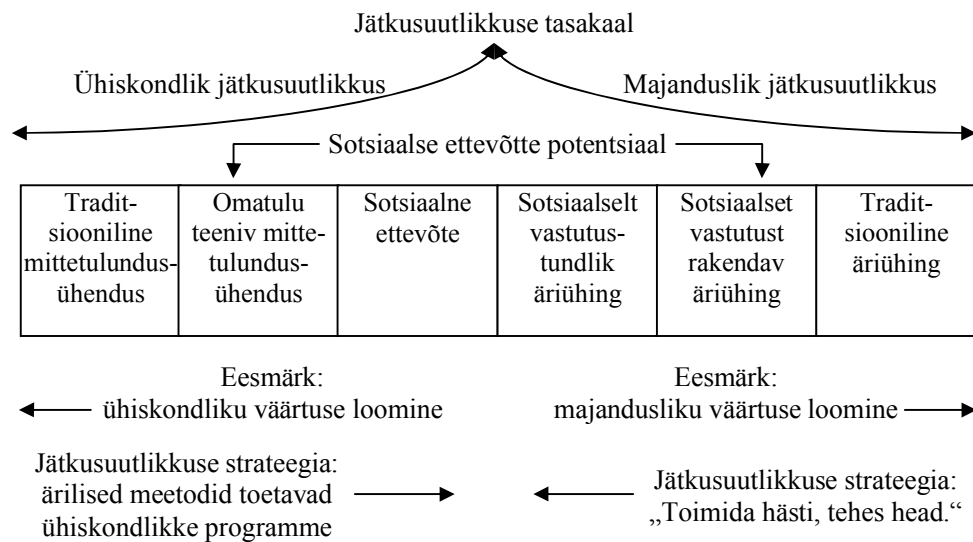 Jätkusuutlikkuse tasakaal
Ühiskondlik jätkusuutlikkus
Majanduslik jätkusuutlikkus
Sotsiaalse ettevõtte potentsiaal
Tradit-
siooniline
mittetulundus-
ühendus
Omatulu
teeniv mitte-
tulundus-
ühendus
Sotsiaalne
ettevõte
Sotsiaalselt
vastutus-
tundlik
äriühing
Sotsiaalset
vastutust
rakendav
äriühing
Tradit-
siooniline
äriühing
Eesmärk:
ühiskondliku väärtuse loomine
Eesmärk:
majandusliku väärtuse loomine
Jätkusuutlikkuse strateegia:
ärilised meetodid toetavad
ühiskondlikke programme
Jätkusuutlikkuse strateegia:
„Toimida hästi, tehes head.“